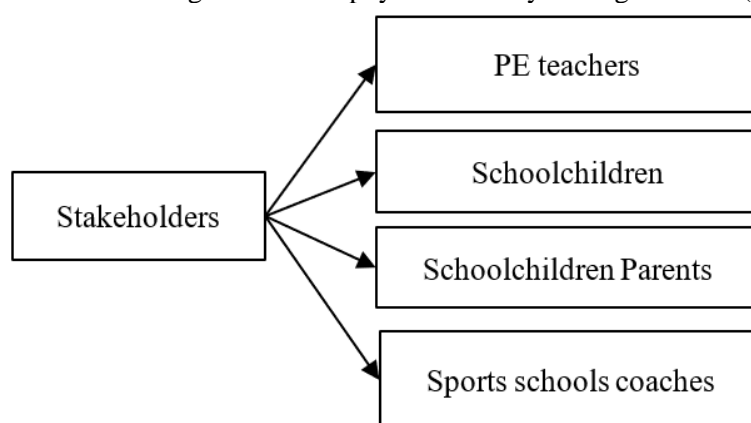 PE teachers
Schoolchildren
Stakeholders
Schoolchildren Parents
Sports schools coaches